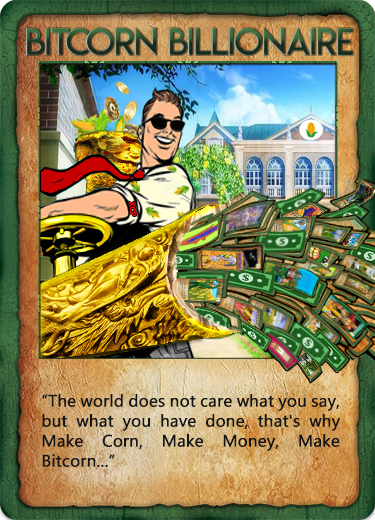 BITCORN BILLIONAIRE
"The world does not care what you say,
but what you have done, that's why
Make Corn, Make Money, Make
Bitcorn..."